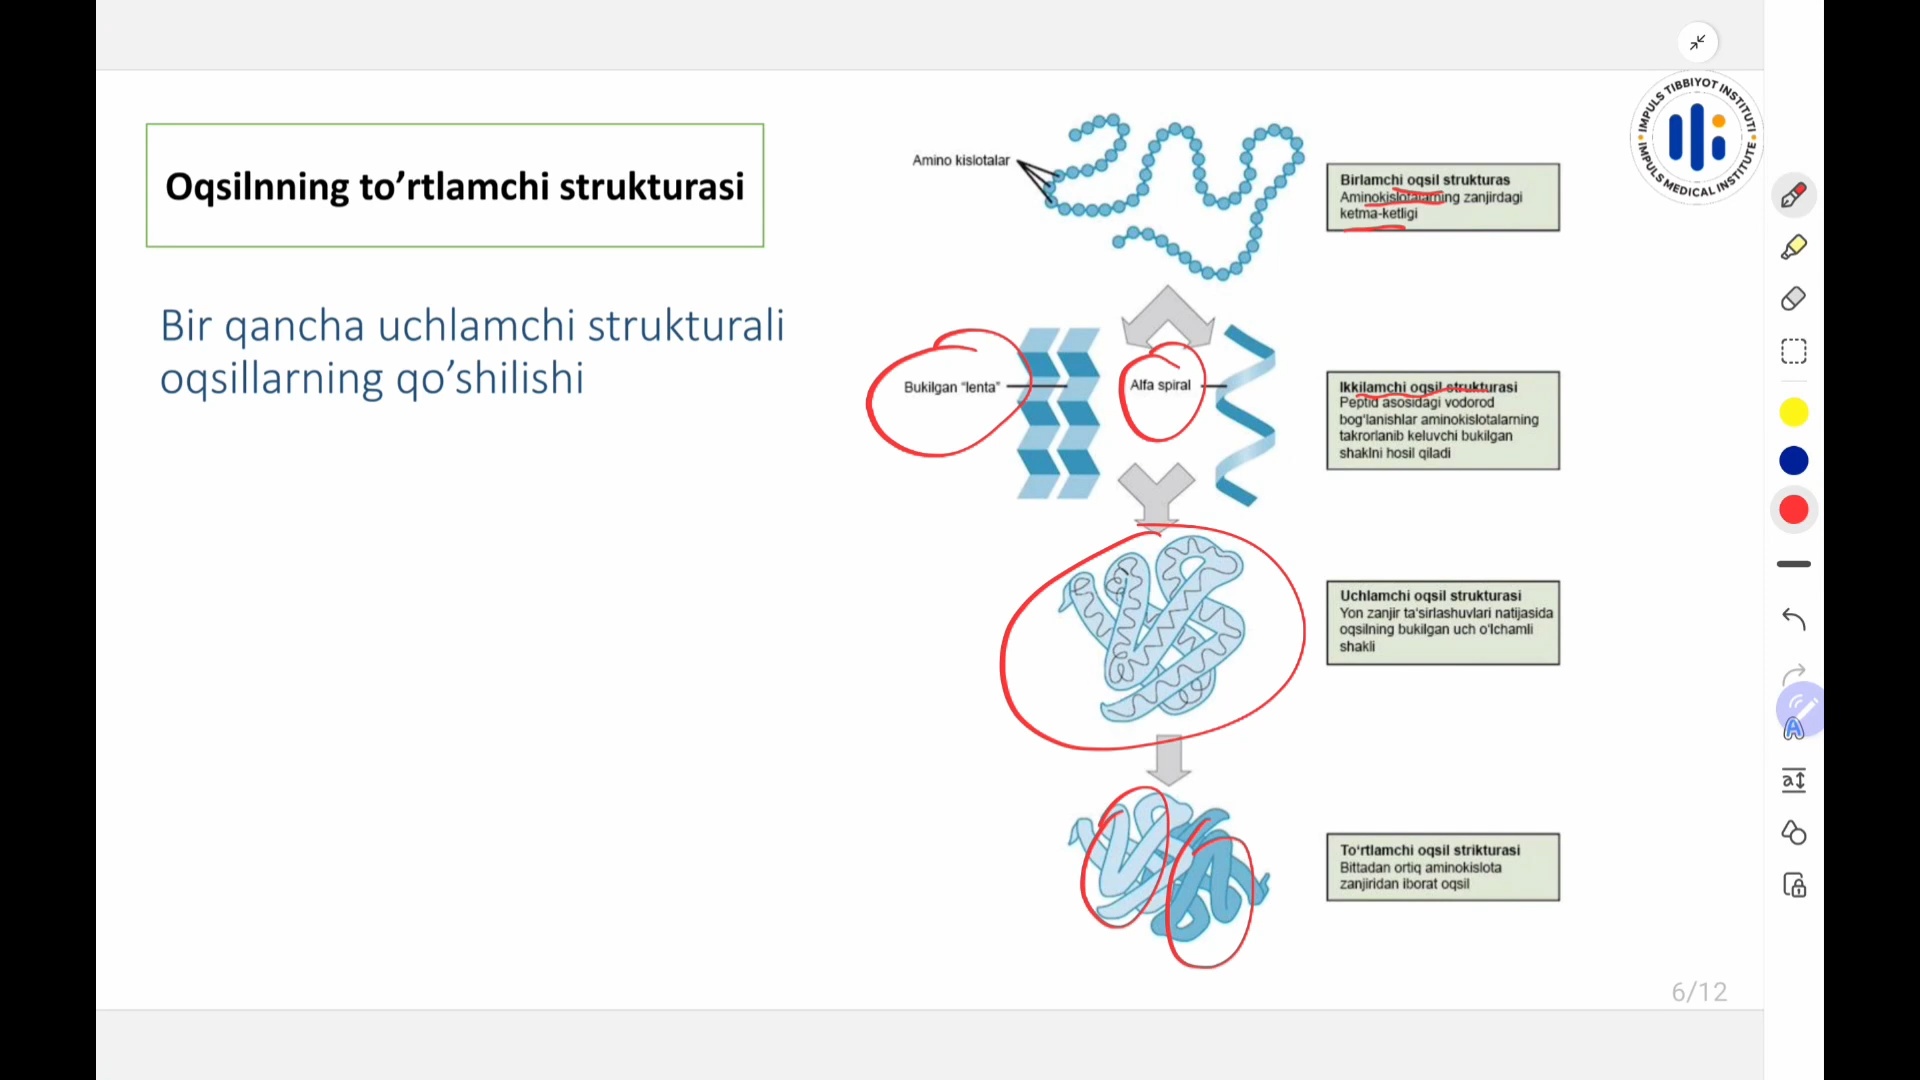 IMPULS TIBBIYOT INSTITUTI
IMPULS MEDICAL INSTITUTE
Oqsilnning to’rtlamchi strukturasi
Bir qancha uchlamchi strukturali
oqsillarning qo’shilishi
Amino kislotalar
Birlamchi oqsil strukturas
Aminokislotalarning zanjirdagi
ketma-ketligi
Bukilgan “lenta”
Alfa spiral
Ikkilamchi oqsil strukturasi
Peptid asosidagi vodorod
bog‘lanishlar aminokislotalarning
takrorlanib keluvchi bukilgan
shaklni hosil qiladi
Uchlamchi oqsil strukturasi
Yon zanjir ta‘sirlashuvlari natijasida
oqsilning bukilgan uch o‘lchamli
shakli
To‘rtlamchi oqsil strikturasi
Bittadan ortiq aminokislota
zanjiridan iborat oqsil
6/12